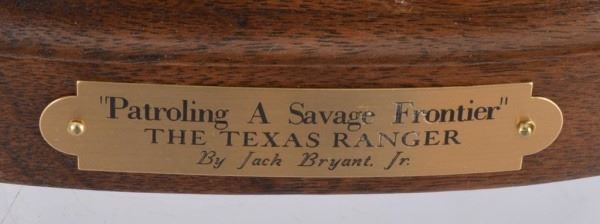 "Patroling A Savage Frontier"
THE TEXAS RANGER
By Jack Bryant, Jr.